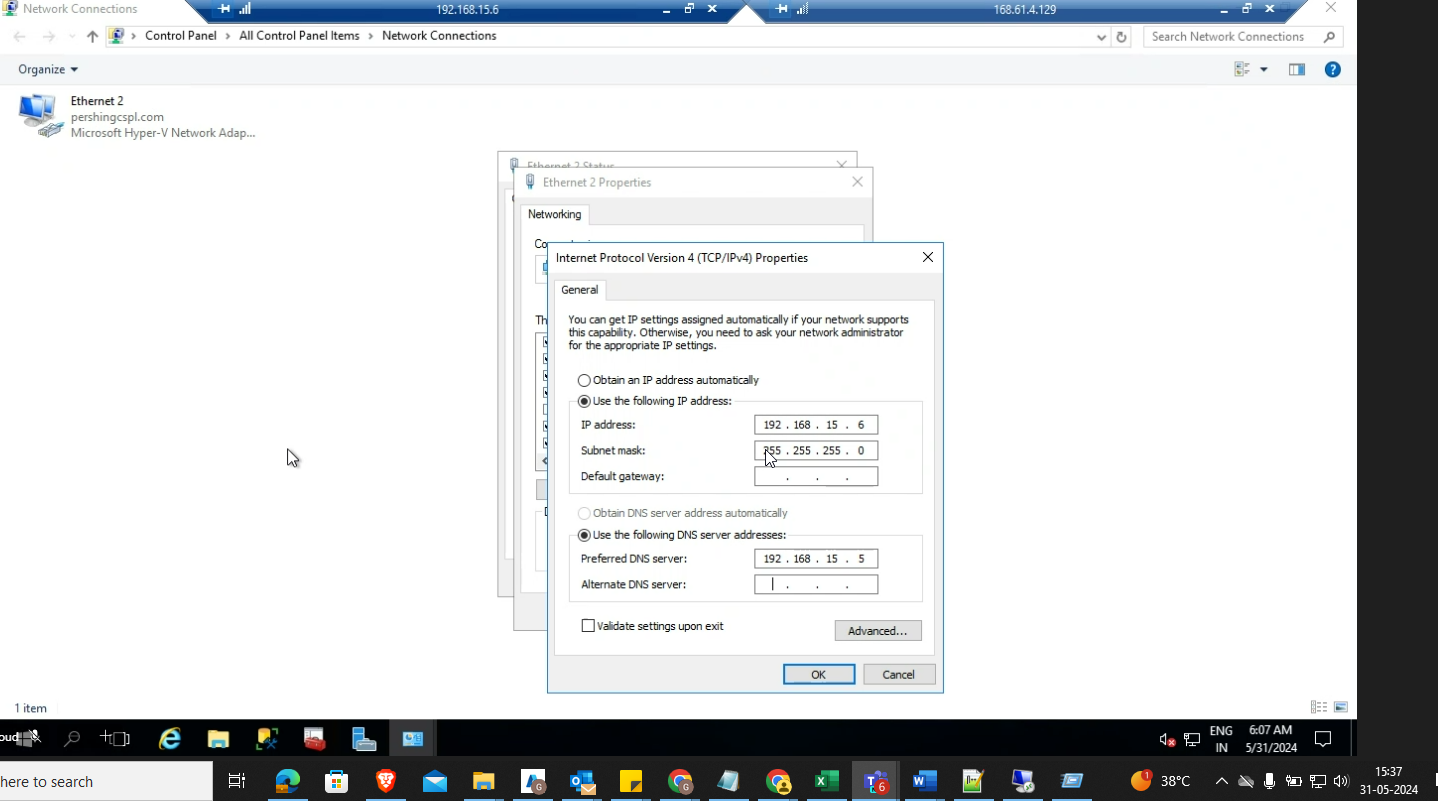 Network Connections
192.168.15.6
168.61.4.129
Control Panel > All Control Panel Items > Network Connections
Search Network Connections
Organize
Ethernet 2
pershingcspl.com
Microsoft Hyper-V Network Adap...
Ethernet 2 Status
Ethernet 2 Properties
Networking
Co
Internet Protocol Version 4 (TCP/IPv4) Properties
General
You can get IP settings assigned automatically if your network supports
this capability. Otherwise, you need to ask your network administrator
for the appropriate IP settings.
Th
Obtain an IP address automatically
Use the following IP address:
IP address: 192 . 168 . 15 . 6
Subnet mask: 255 . 255 . 255 . 0
Default gateway: . . .
Obtain DNS server address automatically
Use the following DNS server addresses:
Preferred DNS server: 192 . 168 . 15 . 5
Alternate DNS server: . . .
Validate settings upon exit
Advanced...
OK Cancel
1 item
oud
ENG
IN
6:07 AM
5/31/2024
here to search
6
1
38°C
15:37
31-05-2024